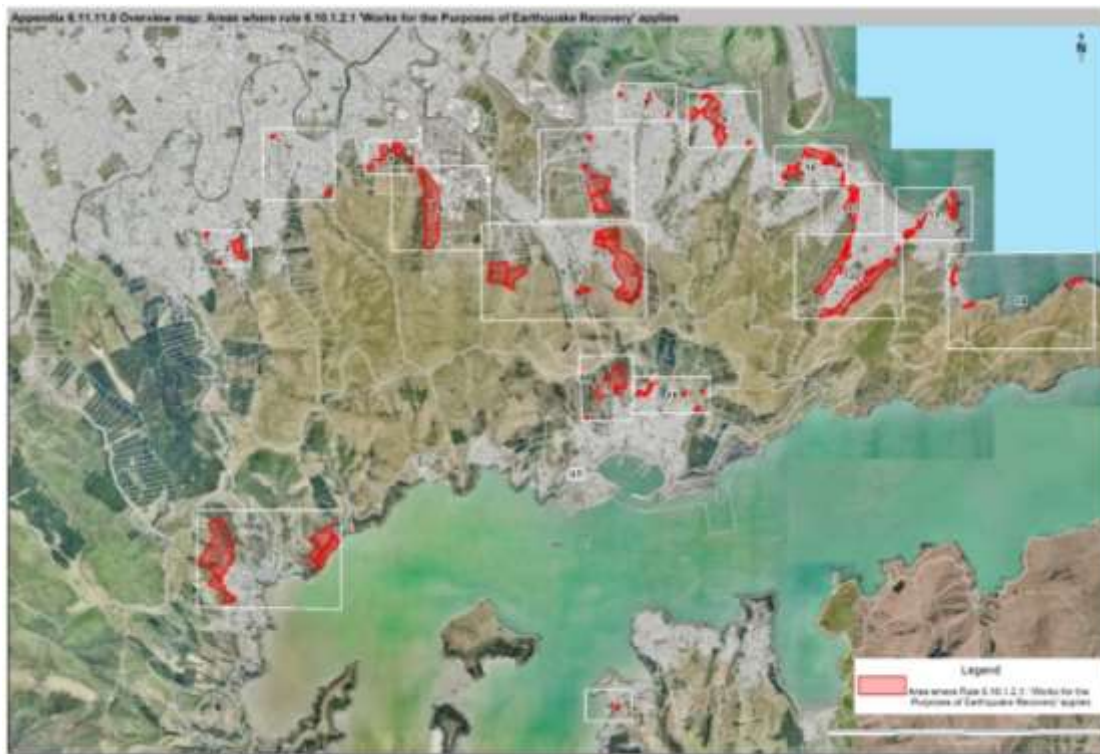 Appendix 6.11.11.0 Overview map: Areas where rule 6.10.1.2.1 'Works for the Purposes of Earthquake Recovery' applies
N
Legend
Area where Rule 6.10.1.2.1 'Works for the
Purposes of Earthquake Recovery' applies